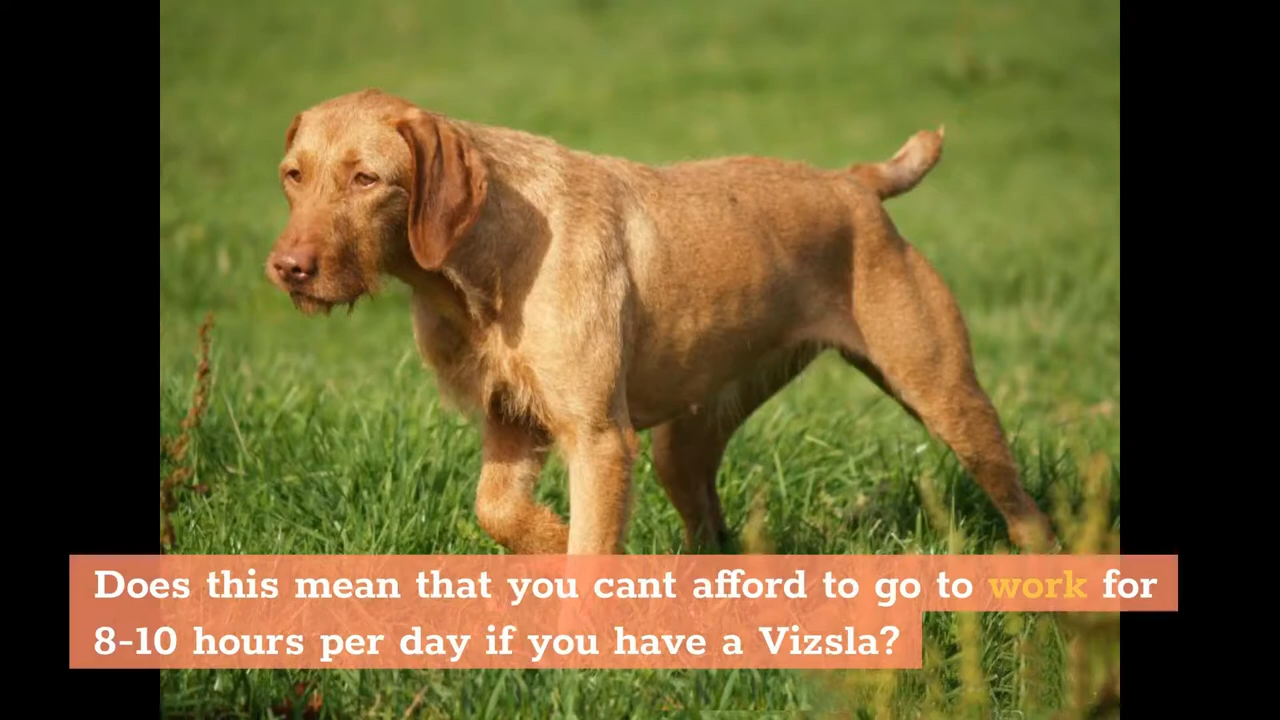 Does this mean that you cant afford to go to work for
8-10 hours per day if you have a Vizsla?